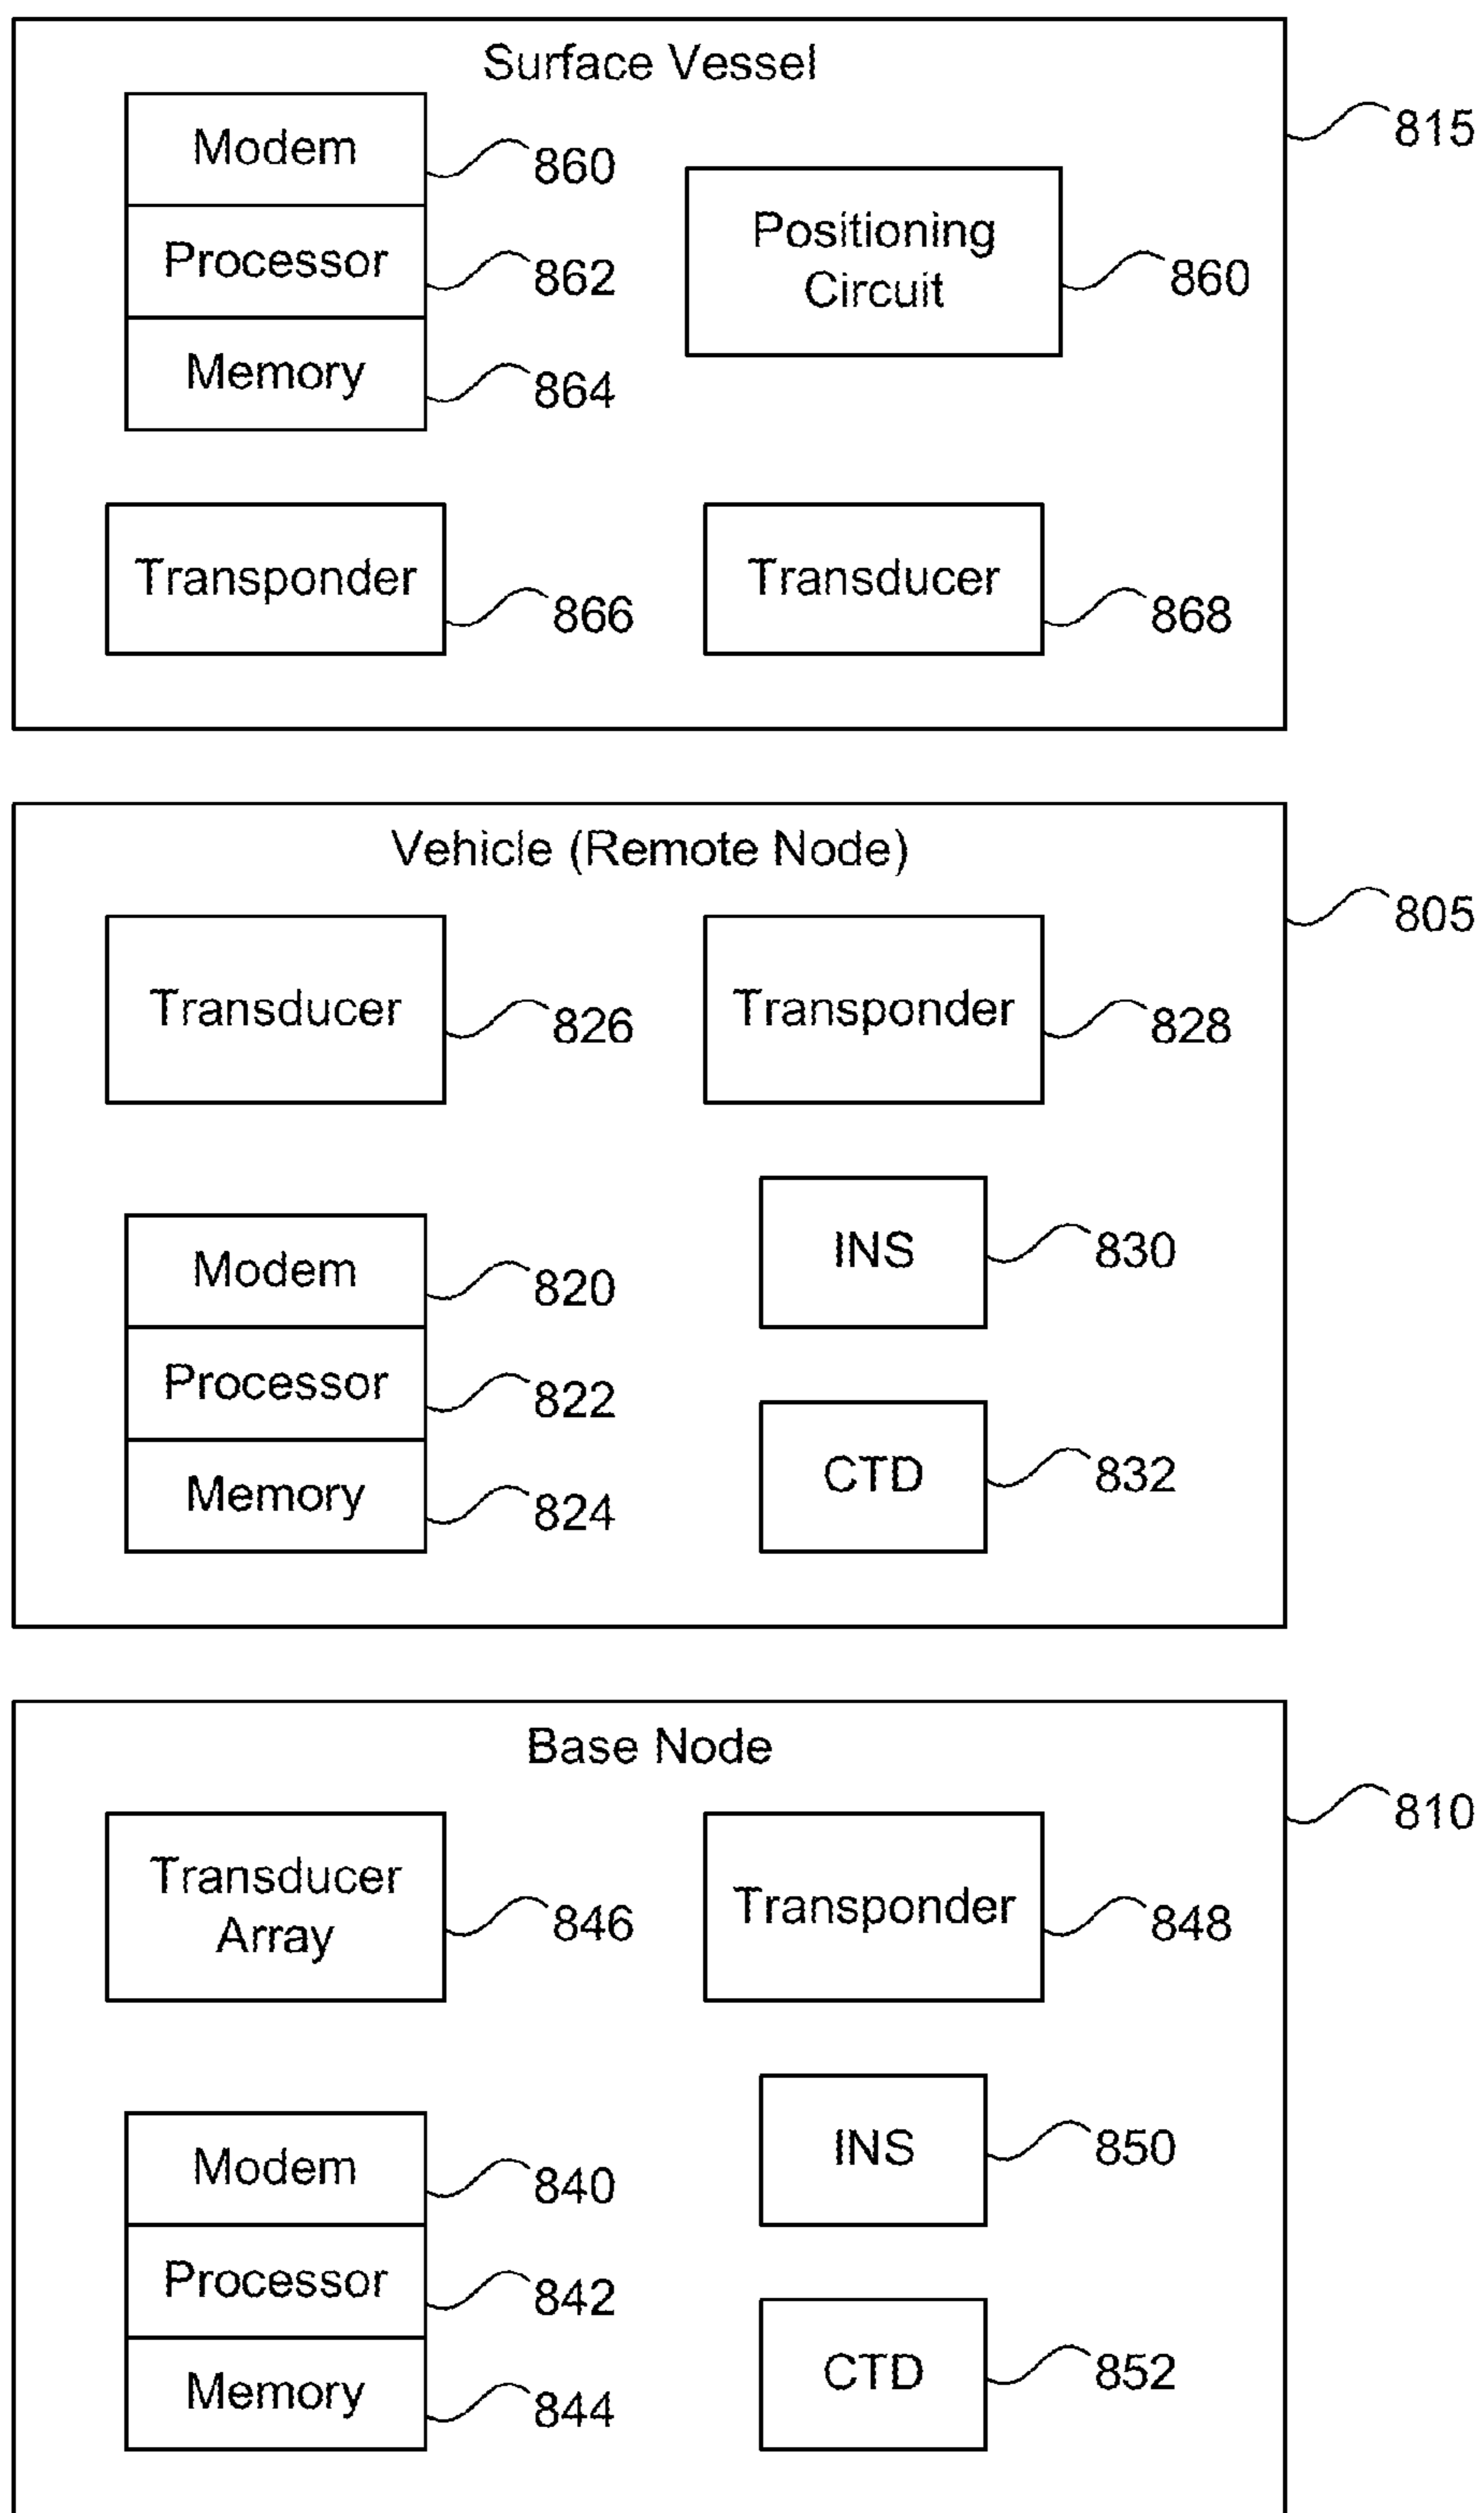 Surface Vessel
815
Modem
860
Positioning
Circuit
860
Processor
862
Memory
864
Transponder
866
Transducer
868
Vehicle (Remote Node)
805
Transducer
826
Transponder
828
INS
830
Modem
820
Processor
822
CTD
832
Memory
824
Base Node
810
Transducer
Array
846
Transponder
848
INS
850
Modem
840
Processor
842
CTD
852
Memory
844